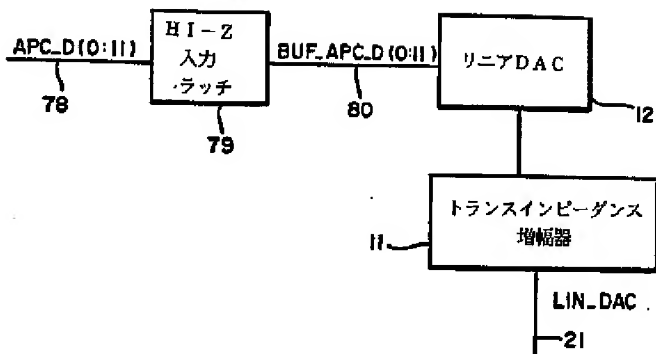 APC_D(0:11)
78
HI-Z
入力
ラッチ
79
BUF_APC_D(0:11)
80
リニアDAC
12
トランスインピーダンス
増幅器
11
LIN_DAC
21